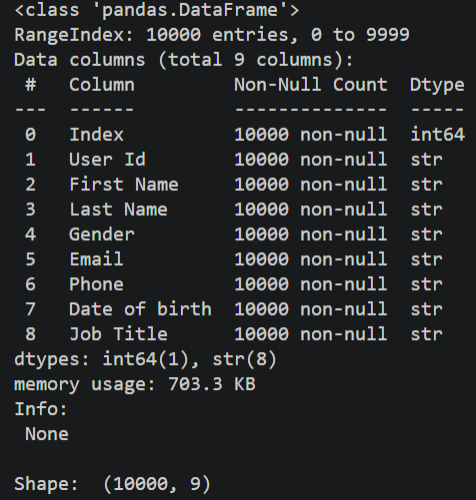 <class 'pandas.DataFrame'>
RangeIndex: 10000 entries, 0 to 9999
Data columns (total 9 columns):
 #   Column         Non-Null Count  Dtype
---  ------         --------------  -----
 0   Index          10000 non-null  int64
 1   User Id        10000 non-null  str
 2   First Name     10000 non-null  str
 3   Last Name      10000 non-null  str
 4   Gender         10000 non-null  str
 5   Email          10000 non-null  str
 6   Phone          10000 non-null  str
 7   Date of birth  10000 non-null  str
 8   Job Title      10000 non-null  str
dtypes: int64(1), str(8)
memory usage: 703.3 KB
Info:
 None

Shape:  (10000, 9)